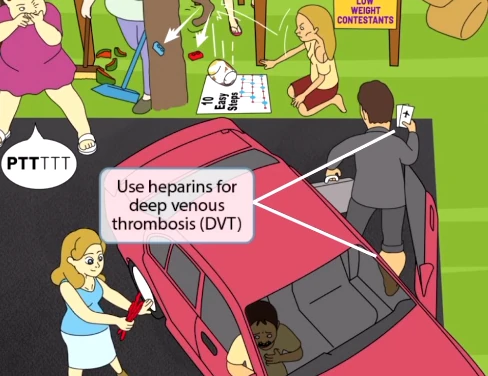 LOW
WEIGHT
CONTESTANTS
10
Easy
Steps
PTTTTT
+
Use heparins for
deep venous
thrombosis (DVT)